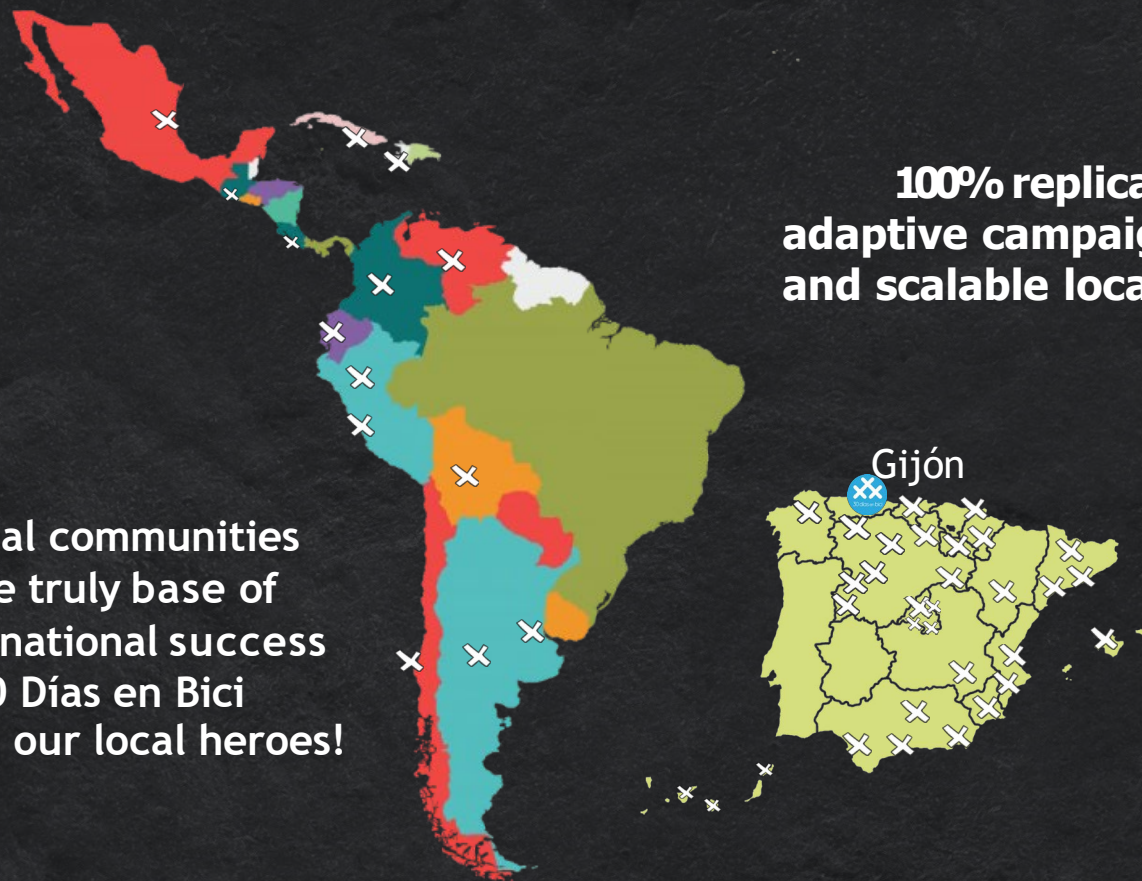 100% replica
adaptive campaig
and scalable loca
Gijón
al communities
e truly base of
national success
0 Días en Bici
our local heroes!